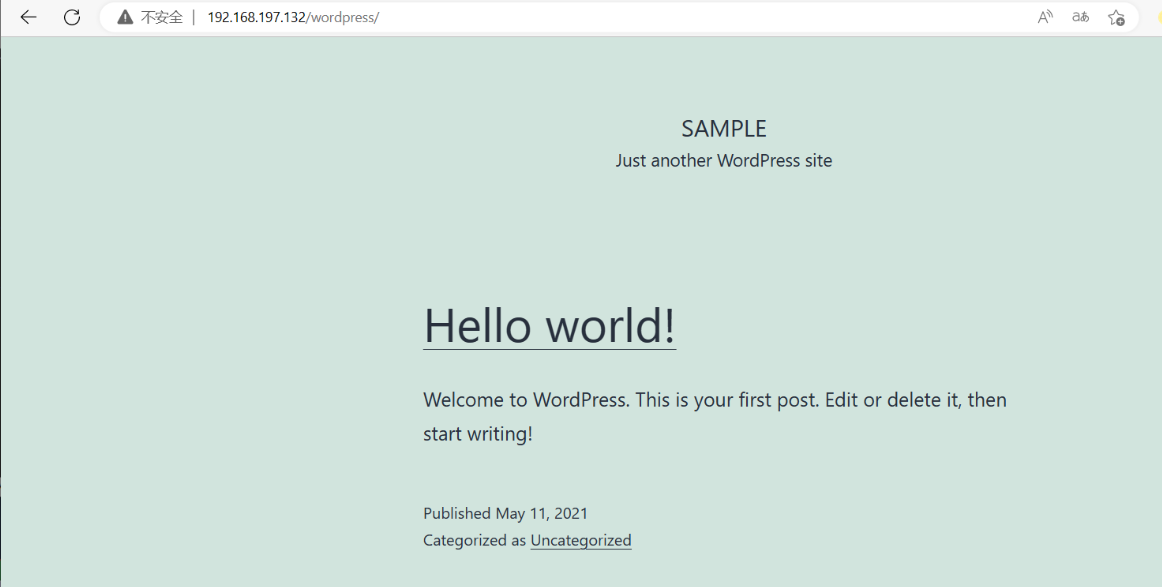 不安全 | 192.168.197.132/wordpress/
SAMPLE
Just another WordPress site
Hello world!
Welcome to WordPress. This is your first post. Edit or delete it, then
start writing!
Published May 11, 2021
Categorized as Uncategorized